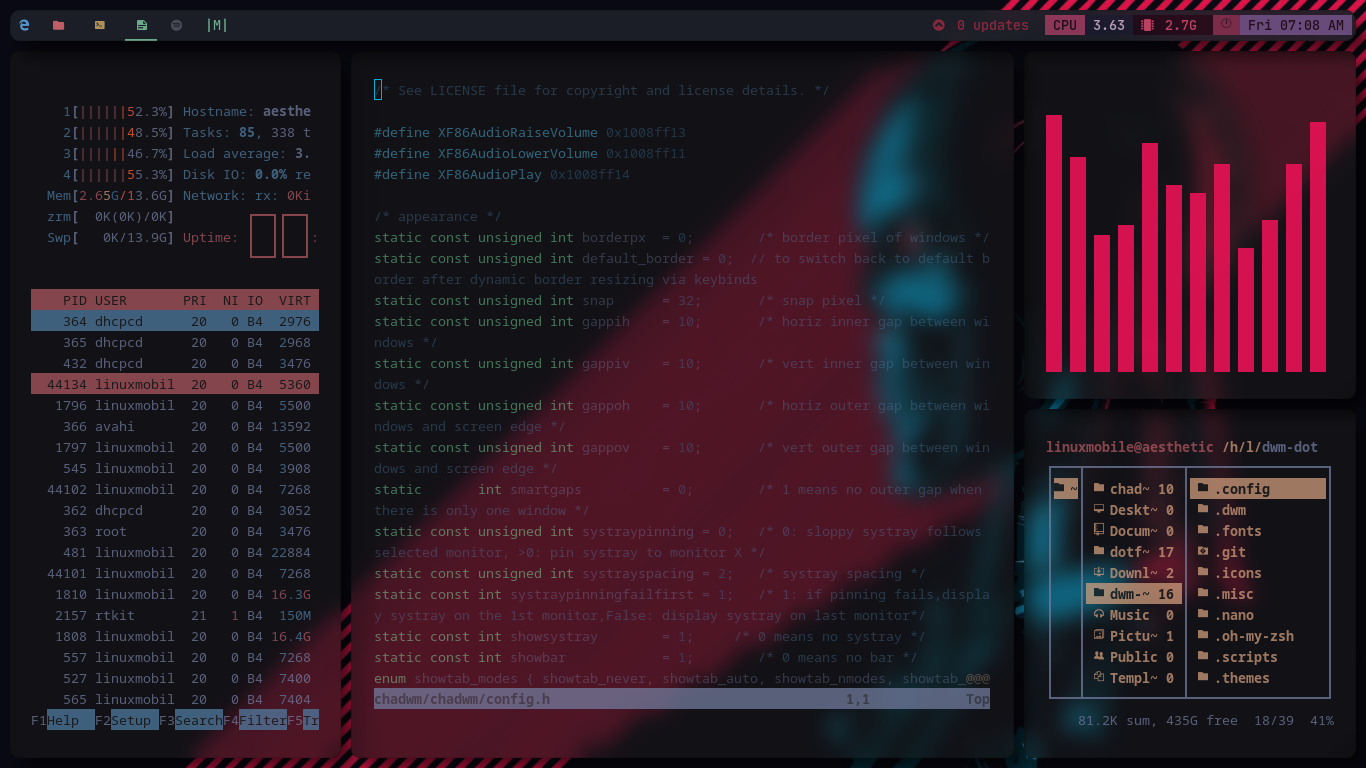 |M|
0 updates CPU 3.63 2.7G Fri 07:08 AM
1[||||||52.3%] Hostname: aesthe
2[||||||48.5%] Tasks: 85, 338 t
3[||||||46.7%] Load average: 3.
4[||||||55.3%] Disk IO: 0.0% re
Mem[2.65G/13.6G] Network: rx: 0Ki
zrm[ 0K(0K)/0K]
Swp[ 0K/13.9G] Uptime: :
PID USER PRI NI IO VIRT
364 dhcpcd 20 0 B4 2976
365 dhcpcd 20 0 B4 2968
432 dhcpcd 20 0 B4 3476
44134 linuxmobil 20 0 B4 5360
1796 linuxmobil 20 0 B4 5500
366 avahi 20 0 B4 13592
1797 linuxmobil 20 0 B4 5500
545 linuxmobil 20 0 B4 3908
44102 linuxmobil 20 0 B4 7268
362 dhcpcd 20 0 B4 3052
363 root 20 0 B4 3476
481 linuxmobil 20 0 B4 22884
44101 linuxmobil 20 0 B4 7268
1810 linuxmobil 20 0 B4 16.3G
2157 rtkit 21 1 B4 150M
1808 linuxmobil 20 0 B4 16.4G
557 linuxmobil 20 0 B4 7268
527 linuxmobil 20 0 B4 7400
565 linuxmobil 20 0 B4 7404
F1Help F2Setup F3SearchF4FilterF5Tr
/* See LICENSE file for copyright and license details. */
#define XF86AudioRaiseVolume 0x1008ff13
#define XF86AudioLowerVolume 0x1008ff11
#define XF86AudioPlay 0x1008ff14
/* appearance */
static const unsigned int borderpx = 0; /* border pixel of windows */
static const unsigned int default_border = 0; // to switch back to default b
order after dynamic border resizing via keybinds
static const unsigned int snap = 32; /* snap pixel */
static const unsigned int gappih = 10; /* horiz inner gap between wi
ndows */
static const unsigned int gappiv = 10; /* vert inner gap between win
dows */
static const unsigned int gappoh = 10; /* horiz outer gap between wi
ndows and screen edge */
static const unsigned int gappov = 10; /* vert outer gap between win
dows and screen edge */
static int smartgaps = 0; /* 1 means no outer gap when
there is only one window */
static const unsigned int systraypinning = 0; /* 0: sloppy systray follows
selected monitor, >0: pin systray to monitor X */
static const unsigned int systrayspacing = 2; /* systray spacing */
static const int systraypinningfailfirst = 1; /* 1: if pinning fails,displa
y systray on the 1st monitor,False: display systray on last monitor*/
static const int showsystray = 1; /* 0 means no systray */
static const int showbar = 1; /* 0 means no bar */
enum showtab_modes { showtab_never, showtab_auto, showtab_nmodes, showtab_@@@
chadwm/chadwm/config.h 1,1 Top
linuxmobile@aesthetic /h/l/dwm-dot
~ chad~ 10 .config
Deskt~ 0 .dwm
Docum~ 0 .fonts
dotf~ 17 .git
Downl~ 2 .icons
dwm-~ 16 .misc
Music 0 .nano
Pictu~ 1 .oh-my-zsh
Public 0 .scripts
Templ~ 0 .themes
81.2K sum, 435G free 18/39 41%